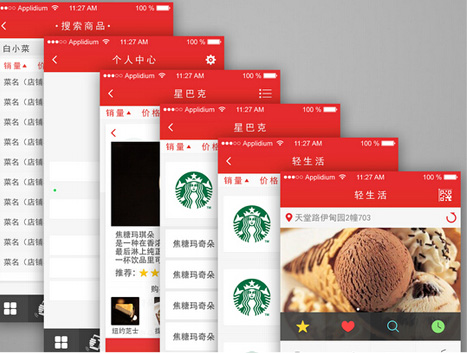 ●●○○○ Applidium 11:27 AM 100 %
·搜索商品·
白小菜
销量▲ 价
菜名（店铺
菜名（店铺
菜名（店铺
菜名（店铺
菜名（店铺
菜名（店铺
菜名（店铺
菜名（店铺
菜名（店铺
●●○○○ Applidium 11:27 AM 100 %
个人中心
●●○○○ Applidium 11:27 AM 100 %
星巴克
销量▲ 价格
焦糖玛琪朵
是一种在香浓
最后淋上纯正
一杯饮品里可
推荐：★★
购
纽约芝士
●●○○○ Applidium 11:27 AM 100 %
星巴克
销量▲ 价格
焦糖玛奇朵
焦糖玛奇朵
焦糖玛奇朵
焦糖玛奇朵
●●○○○ Applidium 11:27 AM 100 %
轻生活
销量▲ 价格
●●○○○ Applidium 11:27 AM 100 %
轻生活
天堂路伊甸园2幢703